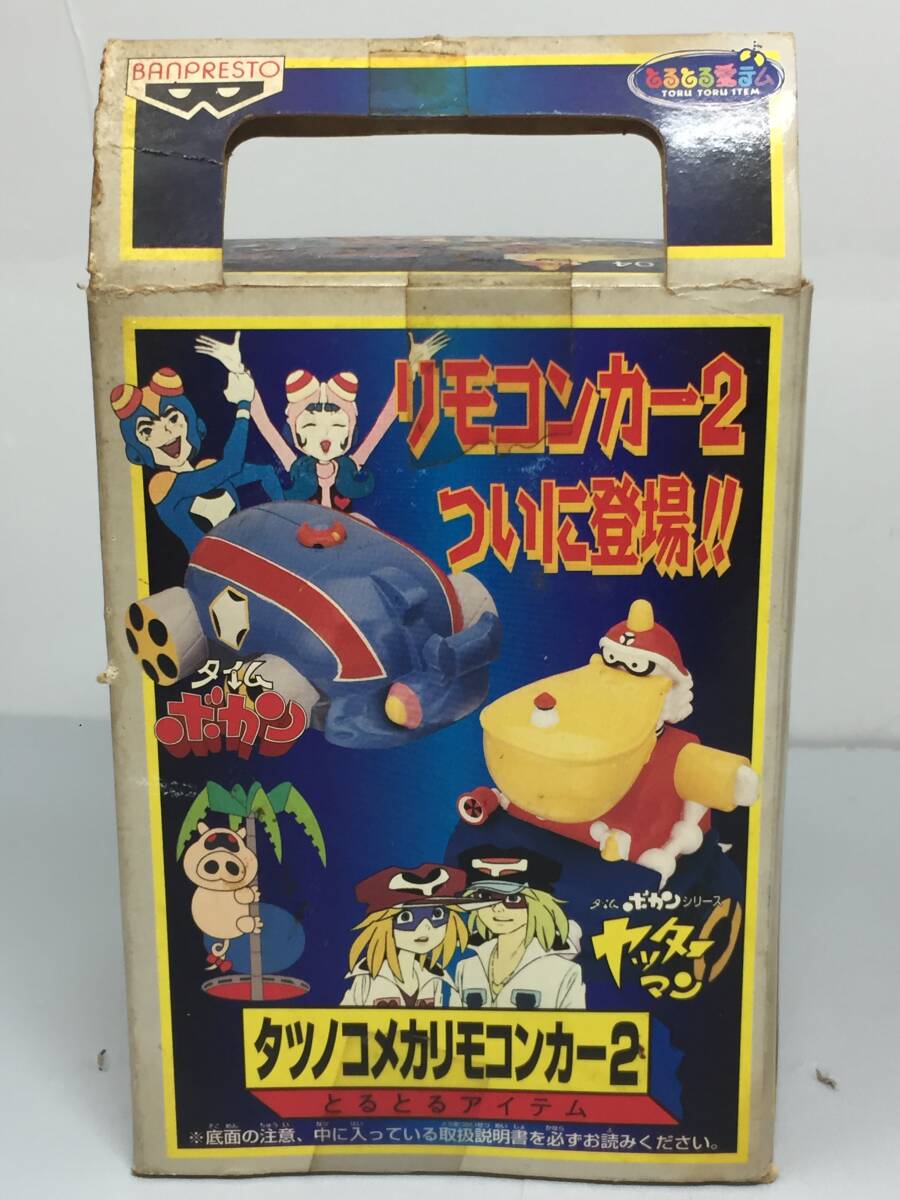 BANPRESTO
とるとる愛テム
TORU TORU ITEM
04
リモコンカー2
ついに登場!!
タイム
ボカン
タイムボカンシリーズ
ヤッター
マン
タツノコメカリモコンカー2
とるとるアイテム
※底面の注意、中に入っている取扱説明書を必ずお読みください。